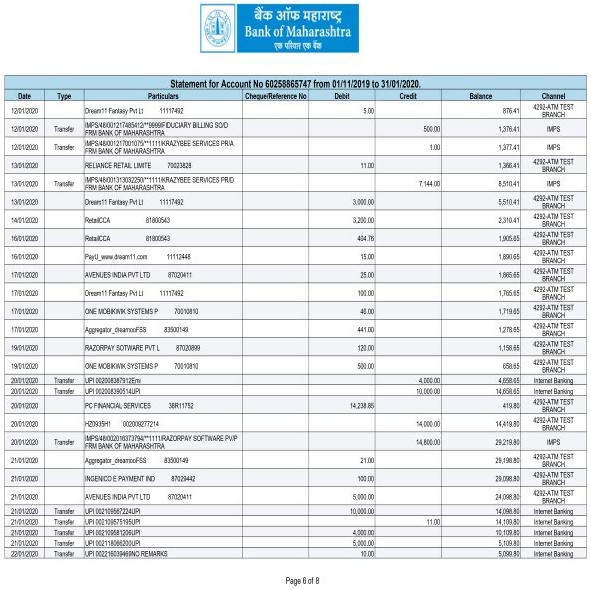 बैंक ऑफ महाराष्ट्र
Bank of Maharashtra
एक परिवार एक बैंक
Statement for Account No 60258865747 from 01/11/2019 to 31/01/2020.
Date Type Particulars Cheque/Reference No Debit Credit Balance Channel
12/01/2020 Dream11 Fantasy Pvt Lt 11117492 5.00 876.41 4292-ATM TEST BRANCH
12/01/2020 Transfer IMPS/48/001217485412/**9999/FIDUCIARY BILLING SO/D FRM BANK OF MAHARASHTRA 500.00 1,376.41 IMPS
12/01/2020 Transfer IMPS/48/001217001075/**1111/KRAZYBEE SERVICES PR/A FRM BANK OF MAHARASHTRA 1.00 1,377.41 IMPS
13/01/2020 RELIANCE RETAIL LIMITE 70023828 11.00 1,366.41 4292-ATM TEST BRANCH
13/01/2020 Transfer IMPS/48/001313032250/**1111/KRAZYBEE SERVICES PR/D FRM BANK OF MAHARASHTRA 7,144.00 8,510.41 IMPS
13/01/2020 Dream11 Fantasy Pvt Lt 11117492 3,000.00 5,510.41 4292-ATM TEST BRANCH
14/01/2020 RetailCCA 81800543 3,200.00 2,310.41 4292-ATM TEST BRANCH
16/01/2020 RetailCCA 81800543 404.76 1,905.65 4292-ATM TEST BRANCH
16/01/2020 PayU_www.dream11.com 11112448 15.00 1,890.65 4292-ATM TEST BRANCH
17/01/2020 AVENUES INDIA PVT LTD 87020411 25.00 1,865.65 4292-ATM TEST BRANCH
17/01/2020 Dream11 Fantasy Pvt Lt 11117492 100.00 1,765.65 4292-ATM TEST BRANCH
17/01/2020 ONE MOBIKWIK SYSTEMS P 70010810 46.00 1,719.65 4292-ATM TEST BRANCH
17/01/2020 Aggregator_dreamooFSS 83500149 441.00 1,278.65 4292-ATM TEST BRANCH
19/01/2020 RAZORPAY SOTWARE PVT L 87020899 120.00 1,158.65 4292-ATM TEST BRANCH
19/01/2020 ONE MOBIKWIK SYSTEMS P 70010810 500.00 658.65 4292-ATM TEST BRANCH
20/01/2020 Transfer UPI 002008387912Emi 4,000.00 4,658.65 Internet Banking
20/01/2020 Transfer UPI 002008390514UPI 10,000.00 14,658.65 Internet Banking
20/01/2020 PC FINANCIAL SERVICES 38R11752 14,238.85 419.80 4292-ATM TEST BRANCH
20/01/2020 HZ0935H1 002009277214 14,000.00 14,419.80 4292-ATM TEST BRANCH
20/01/2020 Transfer IMPS/48/002016373794/**1111/RAZORPAY SOFTWARE PV/P FRM BANK OF MAHARASHTRA 14,800.00 29,219.80 IMPS
21/01/2020 Aggregator_dreamooFSS 83500149 21.00 29,198.80 4292-ATM TEST BRANCH
21/01/2020 INGENICO E PAYMENT IND 87029442 100.00 29,098.80 4292-ATM TEST BRANCH
21/01/2020 AVENUES INDIA PVT LTD 87020411 5,000.00 24,098.80 4292-ATM TEST BRANCH
21/01/2020 Transfer UPI 002109567224UPI 10,000.00 14,098.80 Internet Banking
21/01/2020 Transfer UPI 002109575195UPI 11.00 14,109.80 Internet Banking
21/01/2020 Transfer UPI 002109581206UPI 4,000.00 10,109.80 Internet Banking
21/01/2020 Transfer UPI 002118066200UPI 5,000.00 5,109.80 Internet Banking
22/01/2020 Transfer UPI 002216039469NO REMARKS 10.00 5,099.80 Internet Banking
Page 6 of 8